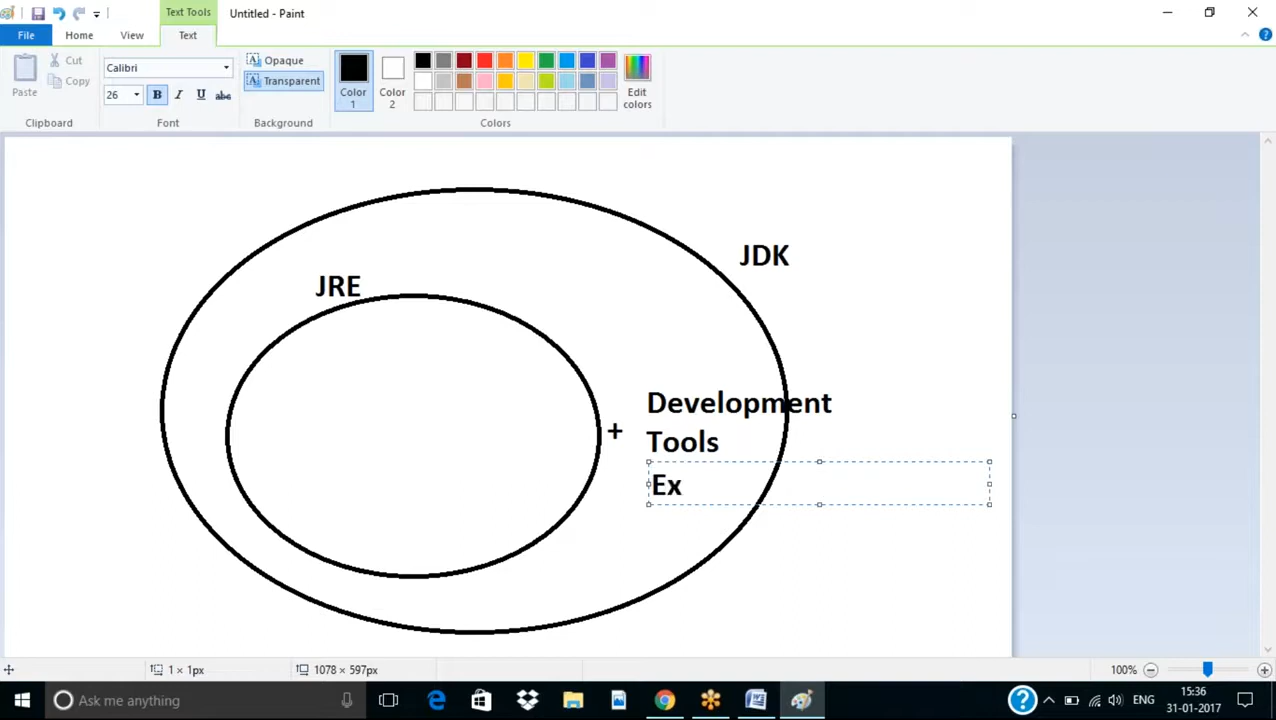 Text Tools
Untitled - Paint
File
Home
View
Text
Paste
Cut
Copy
Clipboard
Calibri
26
B
I
U
abc
Font
Opaque
Transparent
Background
Color
1
Color
2
Edit
colors
Colors
JDK
JRE
+
Development
Tools
Ex
1 × 1px
1078 × 597px
100%
Ask me anything
ENG
15:36
31-01-2017